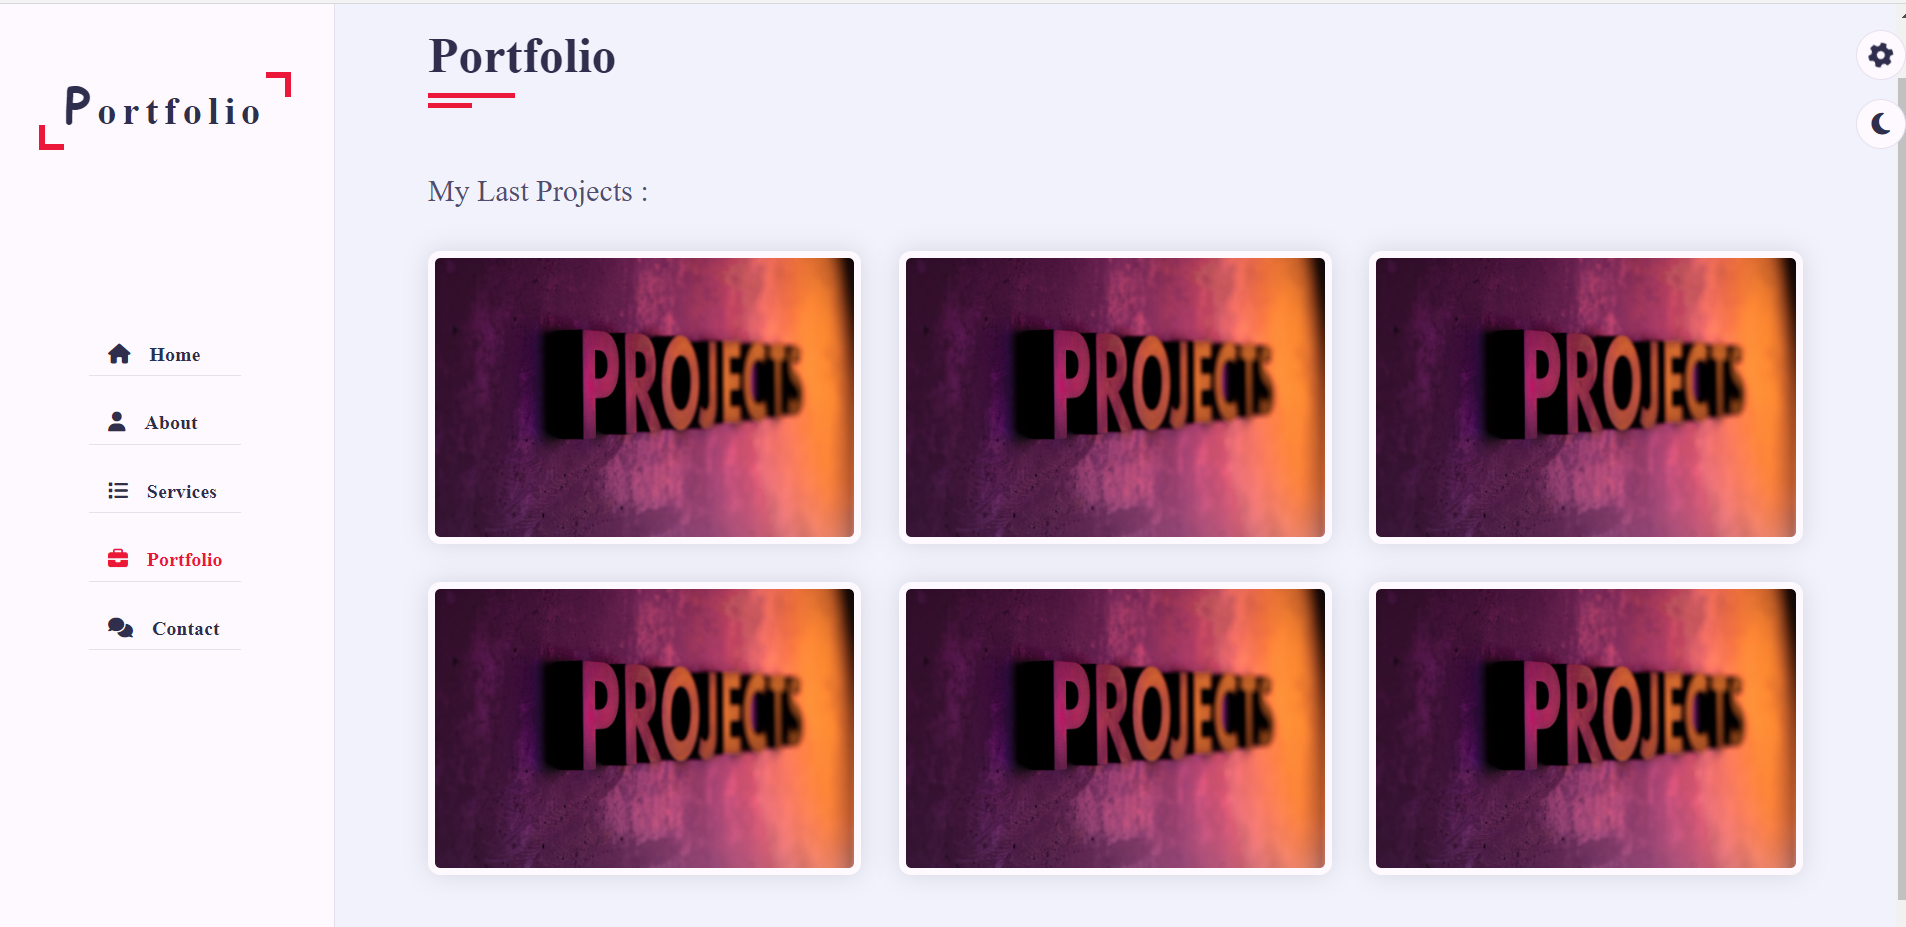 Portfolio
Home
About
Services
Portfolio
Contact
Portfolio
My Last Projects :
PROJECTS
PROJECTS
PROJECTS
PROJECTS
PROJECTS
PROJECTS